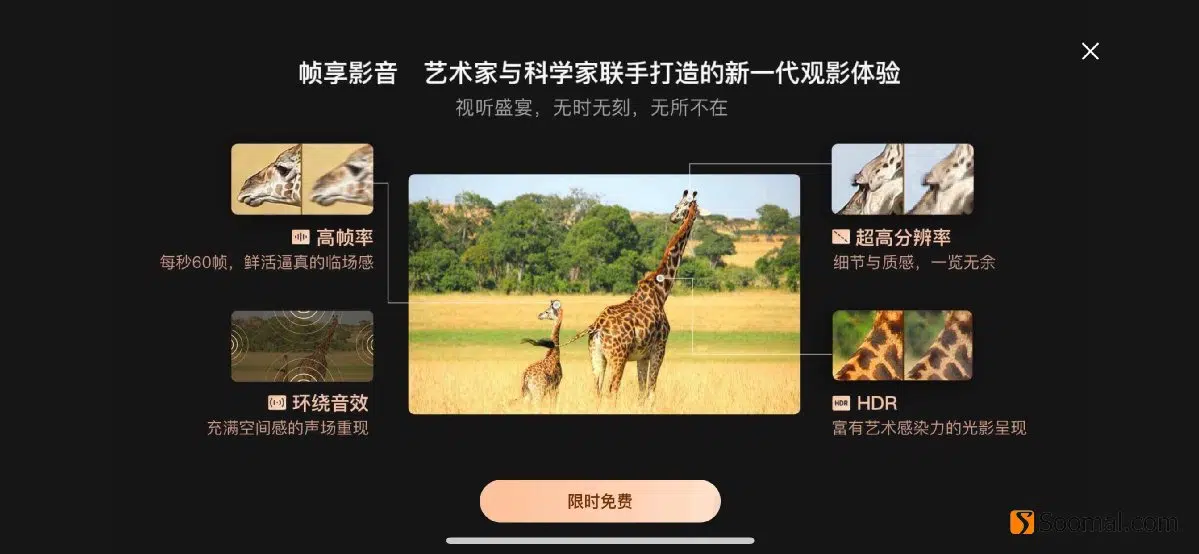 帧享影音 艺术家与科学家联手打造的新一代观影体验
视听盛宴，无时无刻，无所不在
高帧率
每秒60帧，鲜活逼真的临场感
环绕音效
充满空间感的声场重现
超高分辨率
细节与质感，一览无余
HDR HDR
富有艺术感染力的光影呈现
限时免费
Soomal.com